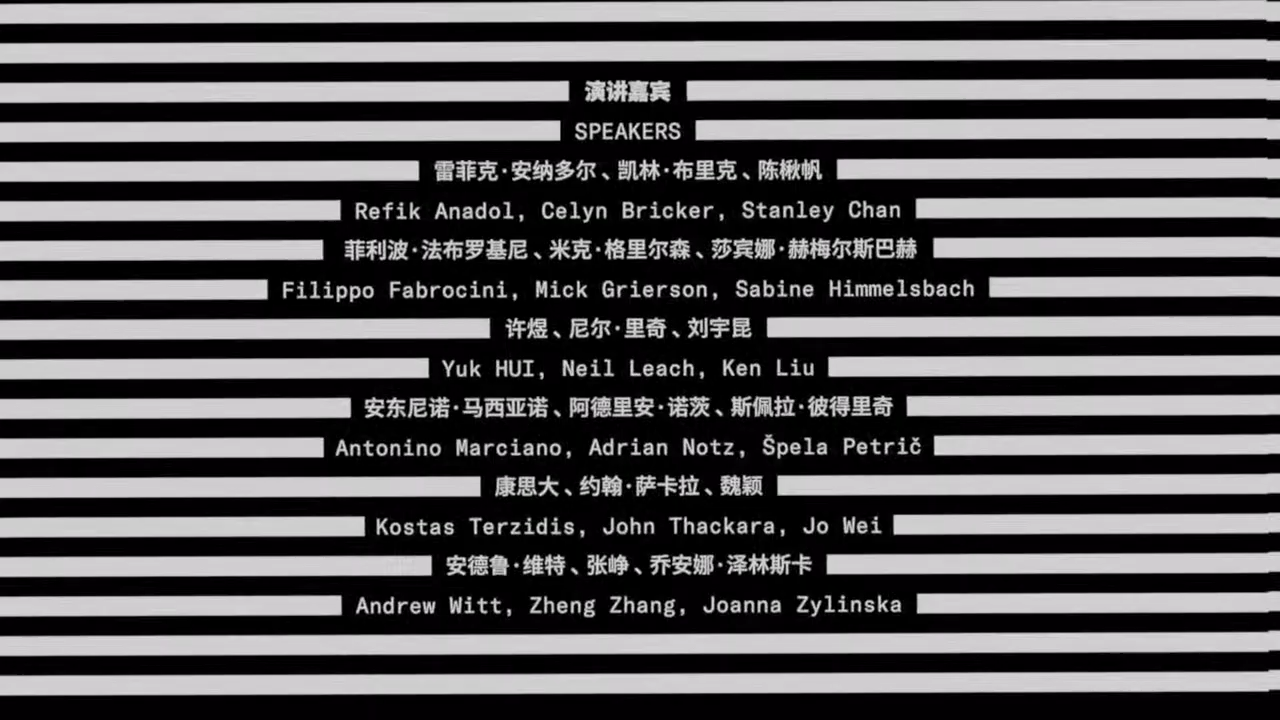 演讲嘉宾
SPEAKERS
雷菲克·安纳多尔、凯林·布里克、陈楸帆
Refik Anadol, Celyn Bricker, Stanley Chan
菲利波·法布罗基尼、米克·格里尔森、莎宾娜·赫梅尔斯巴赫
Filippo Fabrocini, Mick Grierson, Sabine Himmelsbach
许煜、尼尔·里奇、刘宇昆
Yuk HUI, Neil Leach, Ken Liu
安东尼诺·马西亚诺、阿德里安·诺茨、斯佩拉·彼得里奇
Antonino Marciano, Adrian Notz, Špela Petrič
康思大、约翰·萨卡拉、魏颖
Kostas Terzidis, John Thackara, Jo Wei
安德鲁·维特、张峥、乔安娜·泽林斯卡
Andrew Witt, Zheng Zhang, Joanna Zylinska